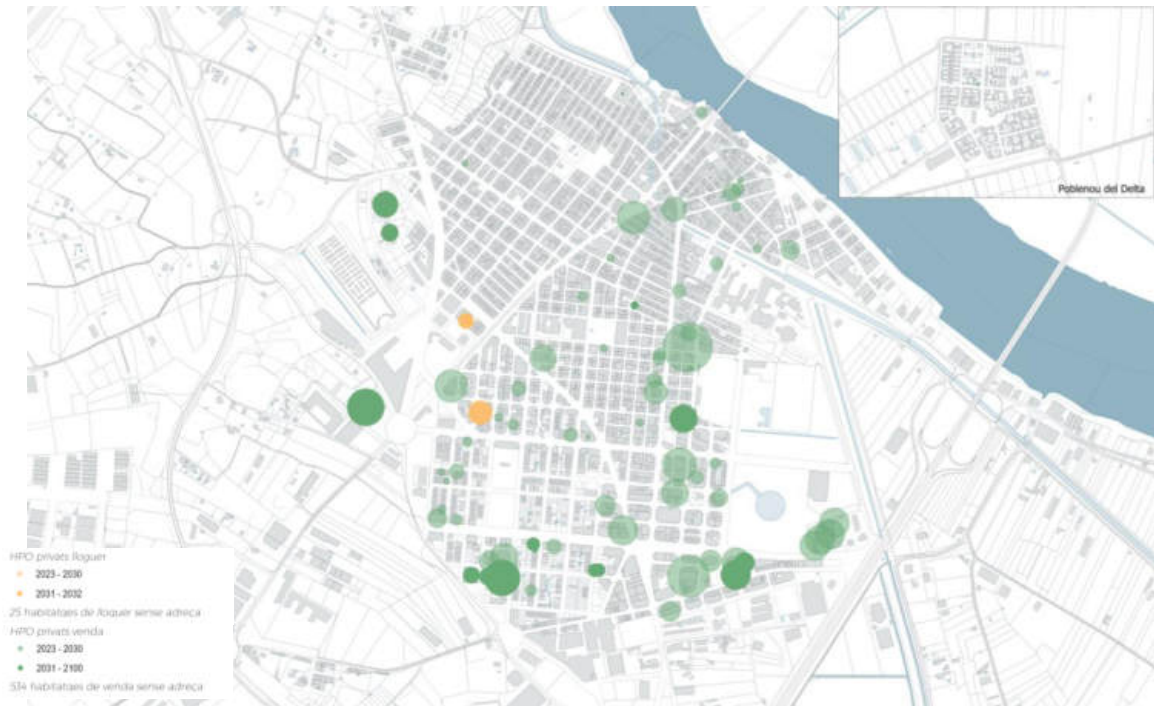 Poblenou del Delta
HPO privats lloguer
2023 - 2030
2031 - 2032
25 habitatges de lloguer sense adreça
HPO privats venda
2023 - 2030
2031 - 2100
534 habitatges de venda sense adreça